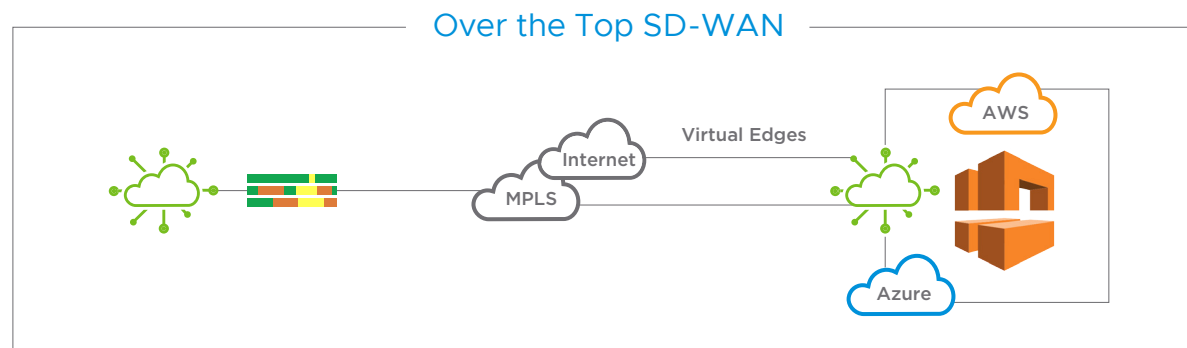 Over the Top SD-WAN
AWS
Virtual Edges
Internet
MPLS
Azure